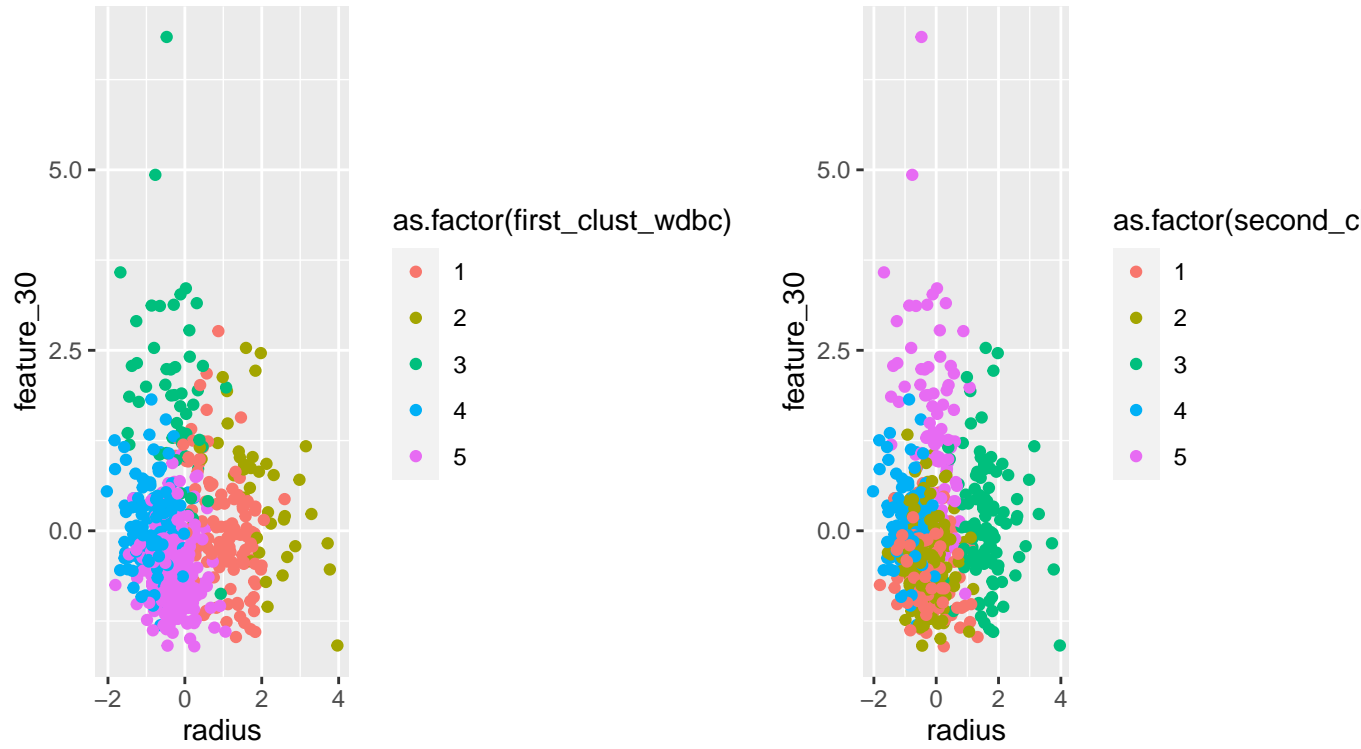 5.0
2.5
0.0
feature_30
−2 0 2 4
radius
as.factor(first_clust_wdbc)
1
2
3
4
5
5.0
2.5
0.0
feature_30
−2 0 2 4
radius
as.factor(second_c
1
2
3
4
5